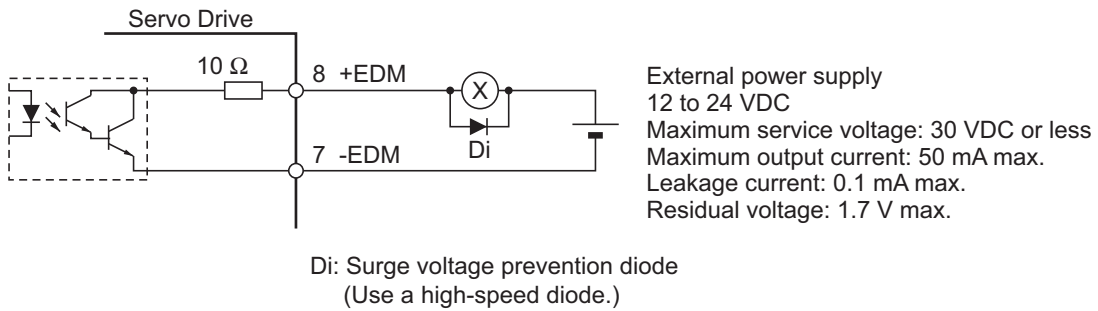 Servo Drive
10 Ω
8 +EDM
X
Di
7 -EDM
External power supply
12 to 24 VDC
Maximum service voltage: 30 VDC or less
Maximum output current: 50 mA max.
Leakage current: 0.1 mA max.
Residual voltage: 1.7 V max.
Di: Surge voltage prevention diode
(Use a high-speed diode.)